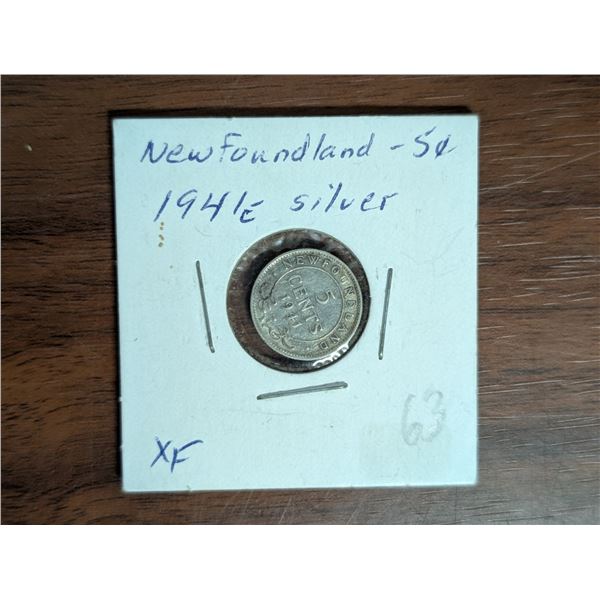 Newfoundland - 5¢
1941E silver
NEWFOUNDLAND
5
CENTS
1941
XF
63